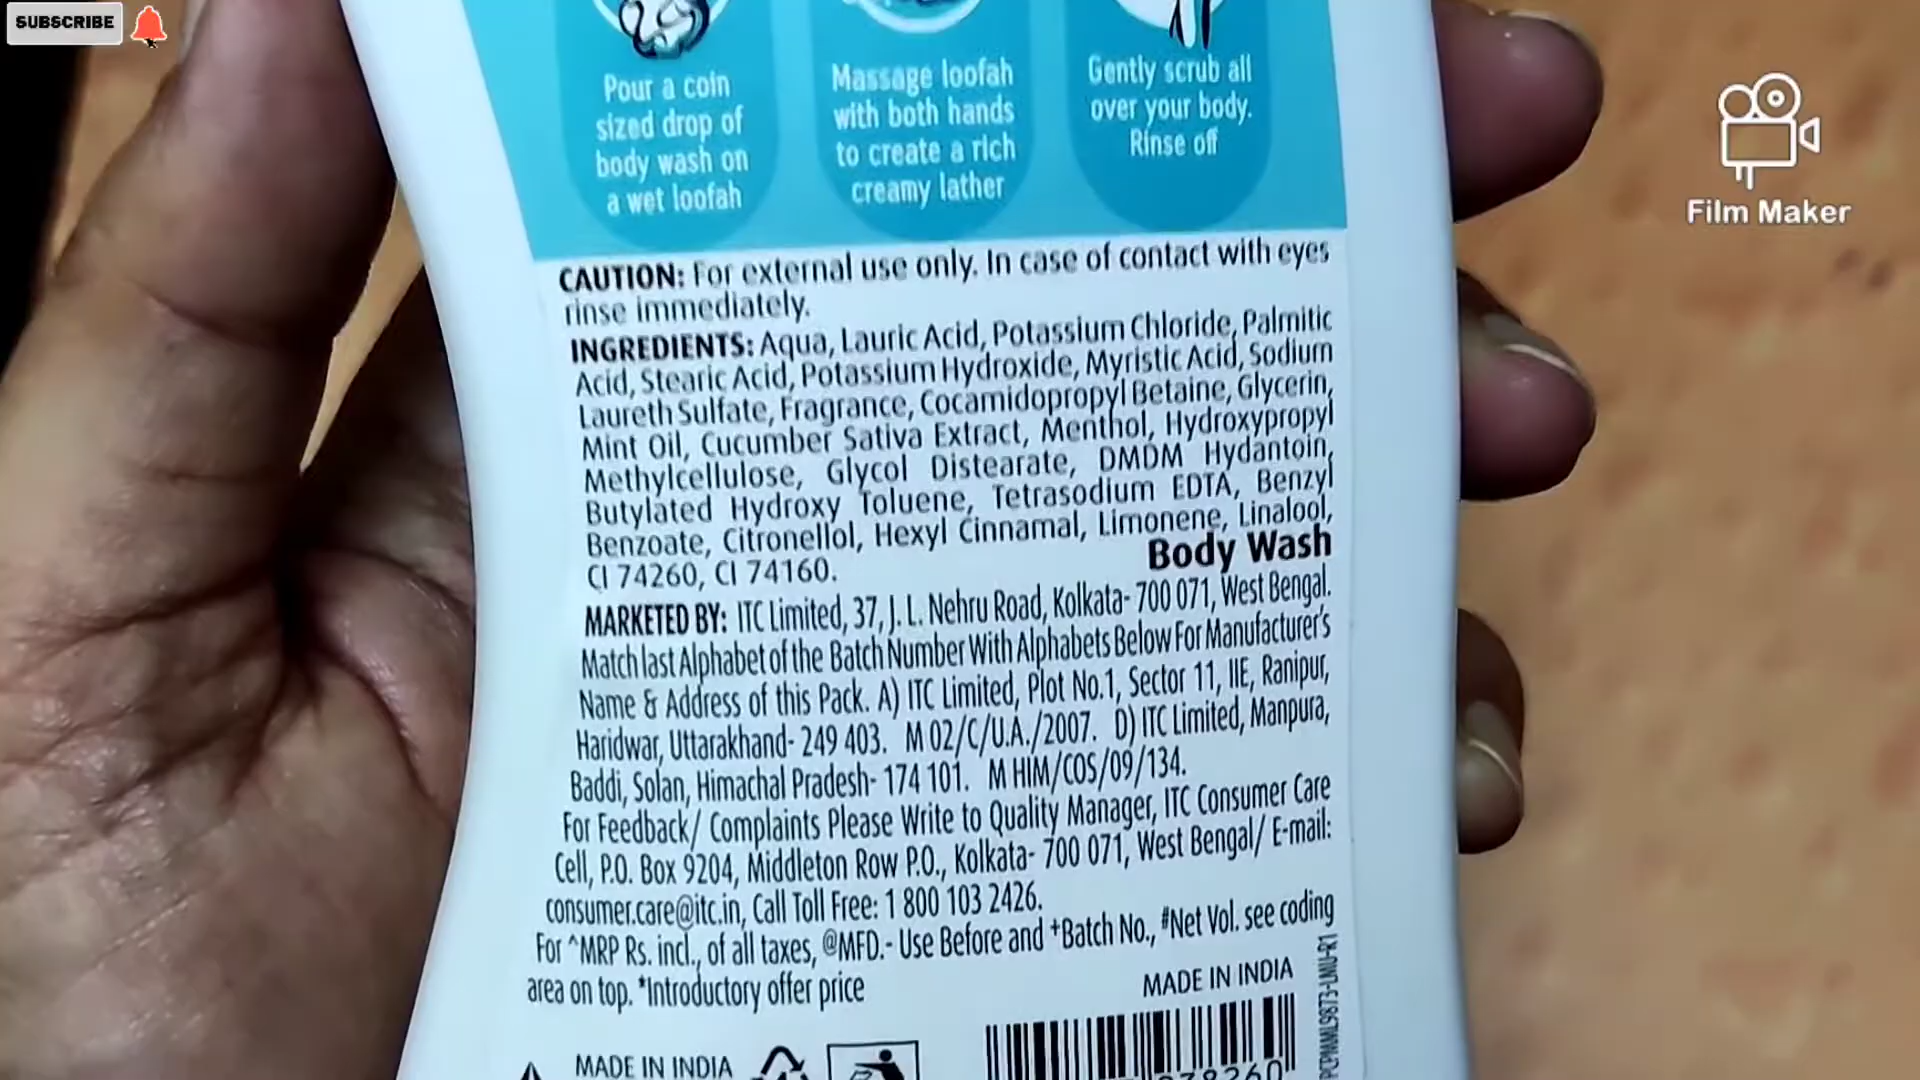 SUBSCRIBE
Film Maker
Pour a coin
sized drop of
body wash on
a wet loofah
Massage loofah
with both hands
to create a rich
creamy lather
Gently scrub all
over your body.
Rinse off
CAUTION: For external use only. In case of contact with eyes
rinse immediately.
INGREDIENTS: Aqua, Lauric Acid, Potassium Chloride, Palmitic
Acid, Stearic Acid, Potassium Hydroxide, Myristic Acid, Sodium
Laureth Sulfate, Fragrance, Cocamidopropyl Betaine, Glycerin,
Mint Oil, Cucumber Sativa Extract, Menthol, Hydroxypropyl
Methylcellulose, Glycol Distearate, DMDM Hydantoin,
Butylated Hydroxy Toluene, Tetrasodium EDTA, Benzyl
Benzoate, Citronellol, Hexyl Cinnamal, Limonene, Linalool,
CI 74260, CI 74160.
Body Wash
MARKETED BY: ITC Limited, 37, J. L. Nehru Road, Kolkata- 700 071, West Bengal.
Match last Alphabet of the Batch Number With Alphabets Below For Manufacturer's
Name & Address of this Pack. A) ITC Limited, Plot No.1, Sector 11, IIE, Ranipur,
Haridwar, Uttarakhand- 249 403. M 02/C/U.A./2007. D) ITC Limited, Manpura,
Baddi, Solan, Himachal Pradesh- 174 101. M HIM/COS/09/134.
For Feedback/ Complaints Please Write to Quality Manager, ITC Consumer Care
Cell, P.O. Box 9204, Middleton Row P.O., Kolkata- 700 071, West Bengal/ E-mail:
consumer.care@itc.in, Call Toll Free: 1 800 103 2426.
For ^MRP Rs. incl., of all taxes, @MFD.- Use Before and +Batch No., #Net Vol. see coding
area on top. *Introductory offer price
MADE IN INDIA
MADE IN INDIA